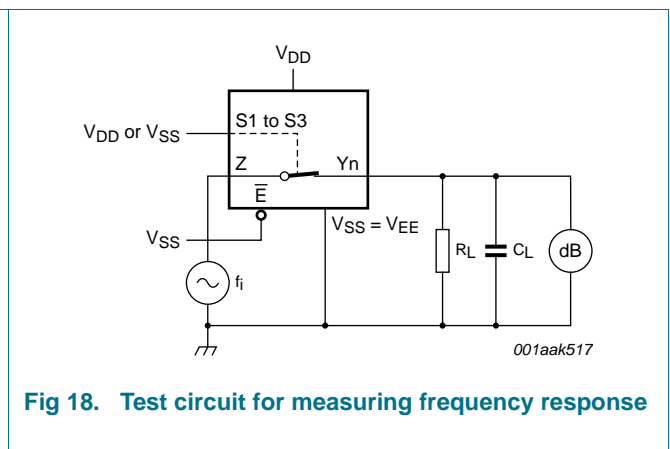 VDD
S1 to S3
VDD or VSS
Z
Yn
E
VSS = VEE
VSS
RL
CL
dB
fi
001aak517
Fig 18. Test circuit for measuring frequency response